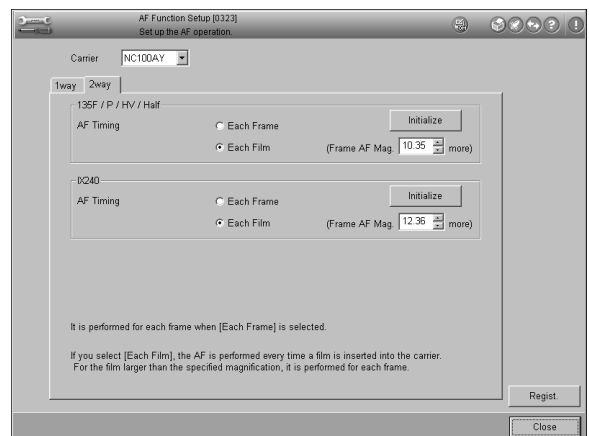 AF Function Setup [0323]
Set up the AF operation.
Carrier NC100AY
1way 2way
135F / P / HV / Half
AF Timing Each Frame Initialize
Each Film (Frame AF Mag. 10.35 more)
IX240
AF Timing Each Frame Initialize
Each Film (Frame AF Mag. 12.36 more)
It is performed for each frame when [Each Frame] is selected.
If you select [Each Film], the AF is performed every time a film is inserted into the carrier.
For the film larger than the specified magnification, it is performed for each frame.
Regist.
Close